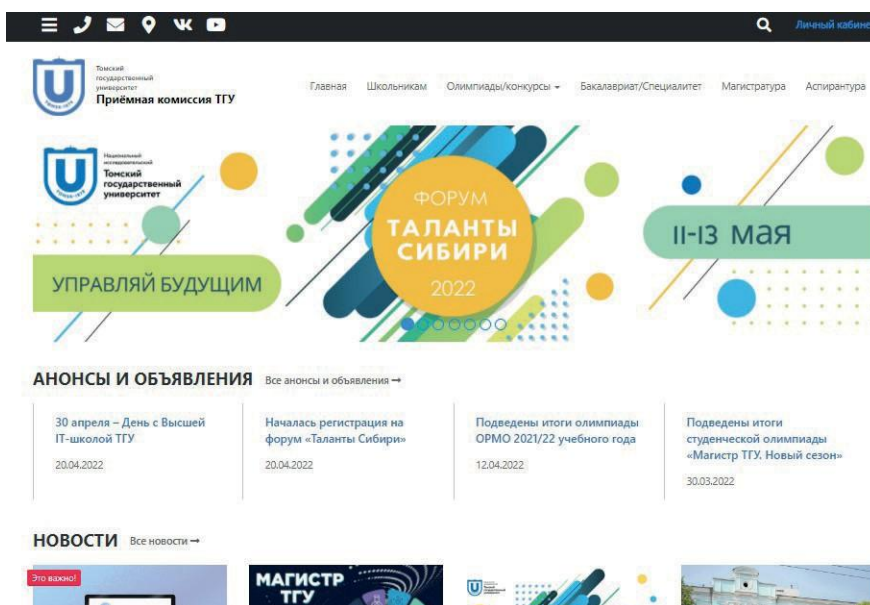 Личный кабине
Томский
государственный
университет
Приёмная комиссия ТГУ
Главная Школьникам Олимпиады/конкурсы Бакалавриат/Специалитет Магистратура Аспирантура
Национальный
исследовательский
Томский
государственный
университет
УПРАВЛЯЙ БУДУЩИМ
ФОРУМ
ТАЛАНТЫ
СИБИРИ
2022
11-13 мая
АНОНСЫ И ОБЪЯВЛЕНИЯ Все анонсы и объявления →
30 апреля – День с Высшей
IT-школой ТГУ
20.04.2022
Началась регистрация на
форум «Таланты Сибири»
20.04.2022
Подведены итоги олимпиады
ОРМО 2021/22 учебного года
12.04.2022
Подведены итоги
студенческой олимпиады
«Магистр ТГУ. Новый сезон»
30.03.2022
НОВОСТИ Все новости →
Это важно!
МАГИСТР
ТГУ